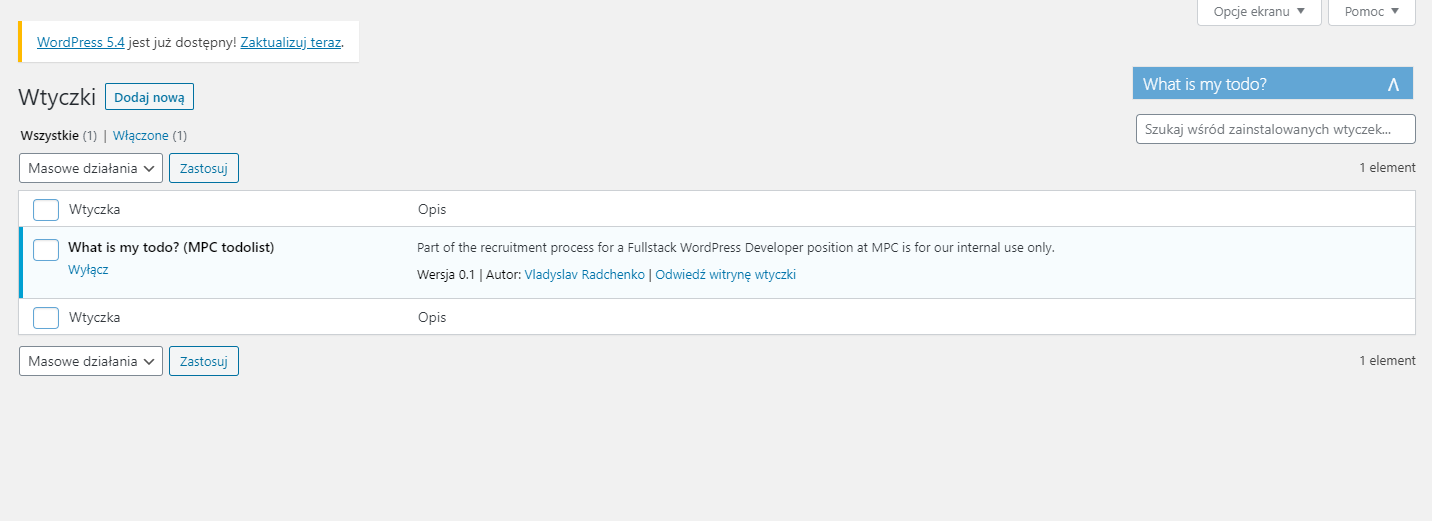 Opcje ekranu ▼ Pomoc ▼
WordPress 5.4 jest już dostępny! Zaktualizuj teraz.
What is my todo?
Wtyczki Dodaj nową
Wszystkie (1) | Włączone (1)
Szukaj wśród zainstalowanych wtyczek...
Masowe działania Zastosuj 1 element
Wtyczka Opis
What is my todo? (MPC todolist) Part of the recruitment process for a Fullstack WordPress Developer position at MPC is for our internal use only.
Wyłącz Wersja 0.1 | Autor: Vladyslav Radchenko | Odwiedź witrynę wtyczki
Wtyczka Opis
Masowe działania Zastosuj 1 element